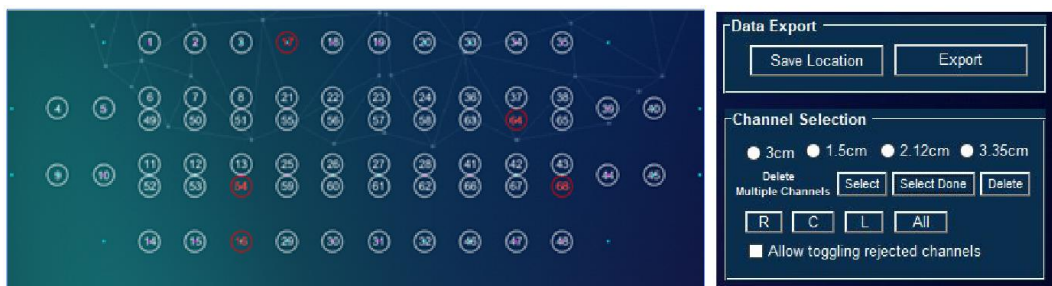 1 2 3 17 18 19 20 33 34 35
6 7 8 21 22 23 24 36 37 38
4 5 39 40
49 50 51 55 56 57 58 63 64 65
11 12 13 25 26 27 28 41 42 43
9 10 44 45
52 53 54 59 60 61 62 66 67 68
14 15 16 29 30 31 32 46 47 48
Data Export
Save Location Export
Channel Selection
3cm 1.5cm 2.12cm 3.35cm
Delete
Multiple Channels Select Select Done Delete
R C L All
Allow toggling rejected channels